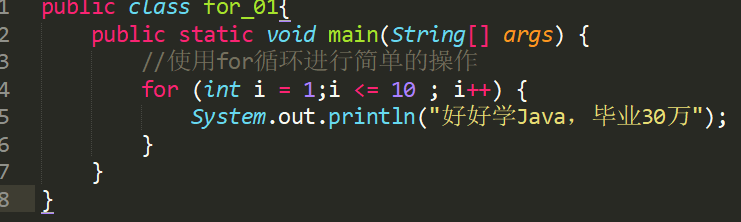 1 public class for_01{
2 public static void main(String[] args) {
3 //使用for循环进行简单的操作
4 for (int i = 1;i <= 10 ; i++) {
5 System.out.println("好好学Java，毕业30万");
6 }
7 }
8 }